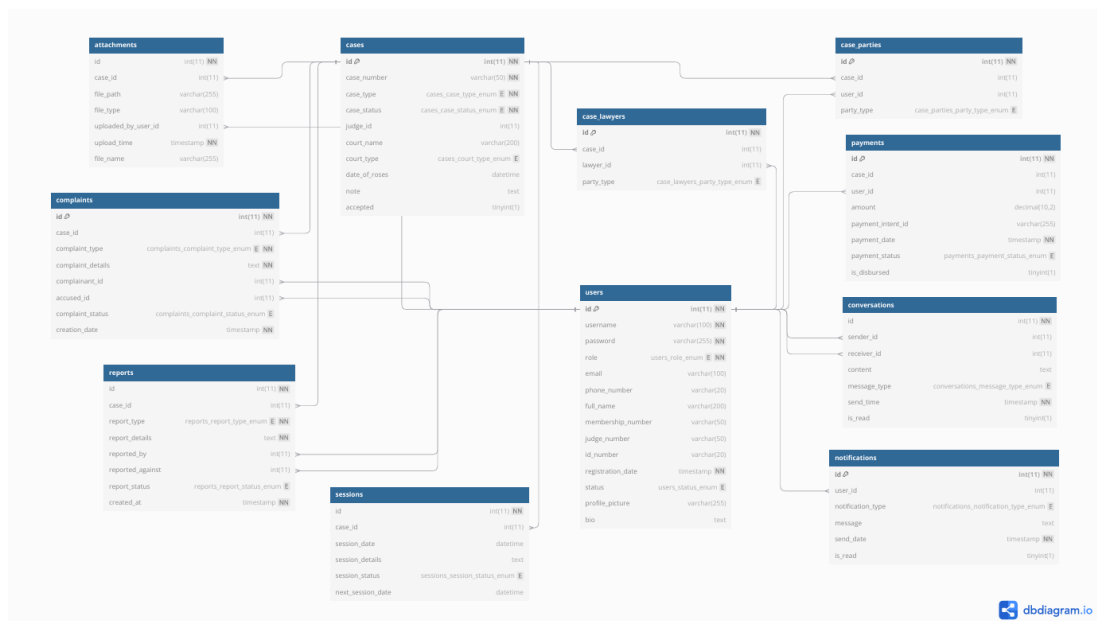 attachments
id int(11) NN
case_id int(11)
file_path varchar(255)
file_type varchar(100)
uploaded_by_user_id int(11)
upload_time timestamp NN
file_name varchar(255)
cases
id int(11) NN
case_number varchar(50) NN
case_type cases_case_type_enum E NN
case_status cases_case_status_enum E NN
judge_id int(11)
court_name varchar(200)
court_type cases_court_type_enum E
date_of_roses datetime
note text
accepted tinyint(1)
case_parties
id int(11) NN
case_id int(11)
user_id int(11)
party_type case_parties_party_type_enum E
case_lawyers
id int(11) NN
case_id int(11)
lawyer_id int(11)
party_type case_lawyers_party_type_enum E
payments
id int(11) NN
case_id int(11)
user_id int(11)
amount decimal(10,2)
payment_intent_id varchar(255)
payment_date timestamp NN
payment_status payments_payment_status_enum E
is_disbursed tinyint(1)
complaints
id int(11) NN
case_id int(11)
complaint_type complaints_complaint_type_enum E NN
complaint_details text NN
complainant_id int(11)
accused_id int(11)
complaint_status complaints_complaint_status_enum E
creation_date timestamp NN
users
id int(11) NN
username varchar(100) NN
password varchar(255) NN
role users_role_enum E NN
email varchar(100)
phone_number varchar(20)
full_name varchar(200)
membership_number varchar(50)
judge_number varchar(50)
id_number varchar(20)
registration_date timestamp NN
status users_status_enum E
profile_picture varchar(255)
bio text
conversations
id int(11) NN
sender_id int(11)
receiver_id int(11)
content text
message_type conversations_message_type_enum E
send_time timestamp NN
is_read tinyint(1)
reports
id int(11) NN
case_id int(11)
report_type reports_report_type_enum E NN
report_details text NN
reported_by int(11)
reported_against int(11)
report_status reports_report_status_enum E
created_at timestamp NN
sessions
id int(11) NN
case_id int(11)
session_date datetime
session_details text
session_status sessions_session_status_enum E
next_session_date datetime
notifications
id int(11) NN
user_id int(11)
notification_type notifications_notification_type_enum E
message text
send_date timestamp NN
is_read tinyint(1)
dbdiagram.io